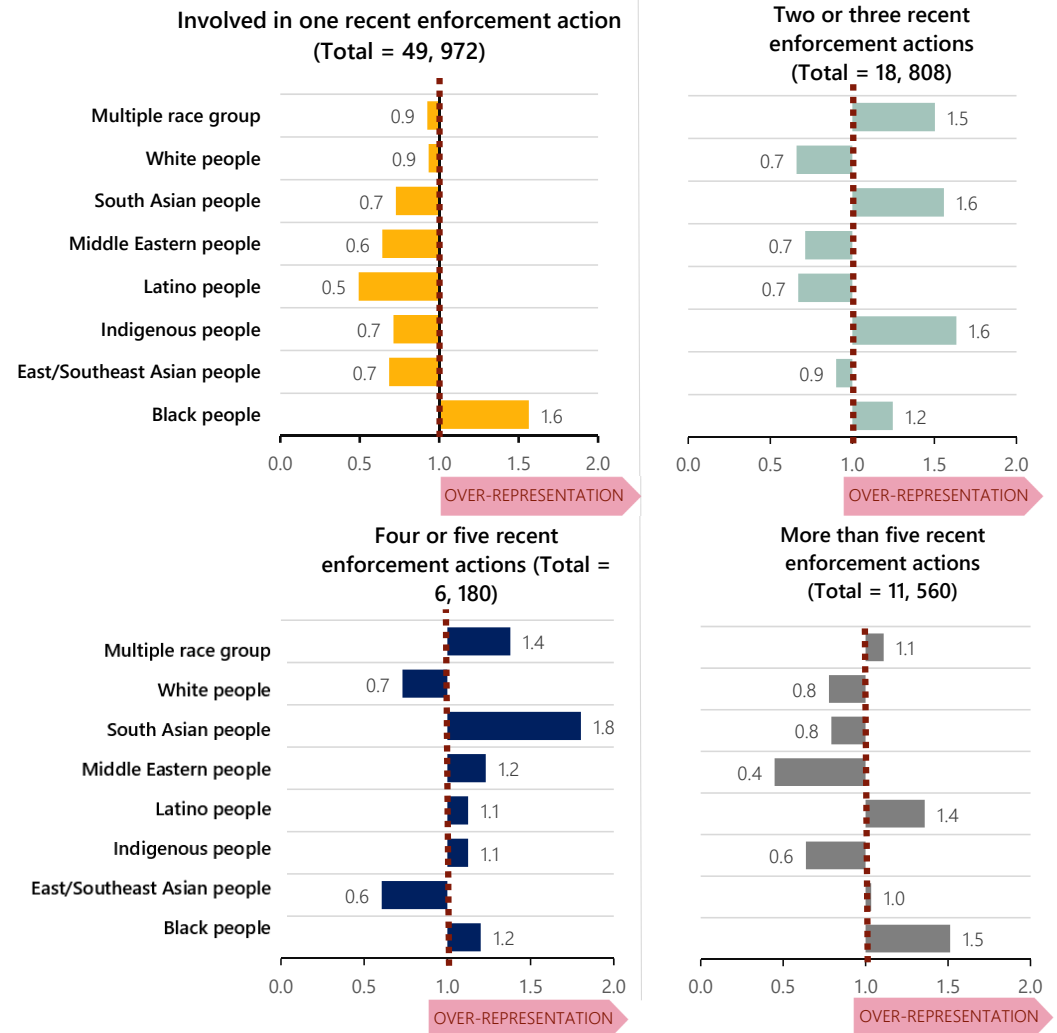 Involved in one recent enforcement action
(Total = 49, 972)
Multiple race group
0.9
White people
0.9
South Asian people
0.7
Middle Eastern people
0.6
Latino people
0.5
Indigenous people
0.7
East/Southeast Asian people
0.7
Black people
1.6
0.0 0.5 1.0 1.5 2.0
OVER-REPRESENTATION
Two or three recent
enforcement actions
(Total = 18, 808)
1.5
0.7
1.6
0.7
0.7
1.6
0.9
1.2
0.0 0.5 1.0 1.5 2.0
OVER-REPRESENTATION
Four or five recent
enforcement actions (Total =
6, 180)
Multiple race group
1.4
White people
0.7
South Asian people
1.8
Middle Eastern people
1.2
Latino people
1.1
Indigenous people
1.1
East/Southeast Asian people
0.6
Black people
1.2
0.0 0.5 1.0 1.5 2.0
OVER-REPRESENTATION
More than five recent
enforcement actions
(Total = 11, 560)
1.1
0.8
0.8
0.4
1.4
0.6
1.0
1.5
0.0 0.5 1.0 1.5 2.0
OVER-REPRESENTATION